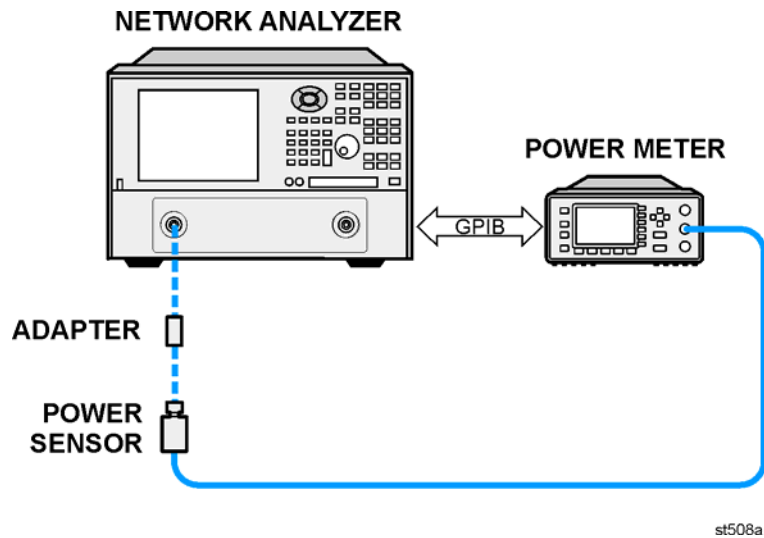 NETWORK ANALYZER
POWER METER
GPIB
ADAPTER
POWER
SENSOR
st508a